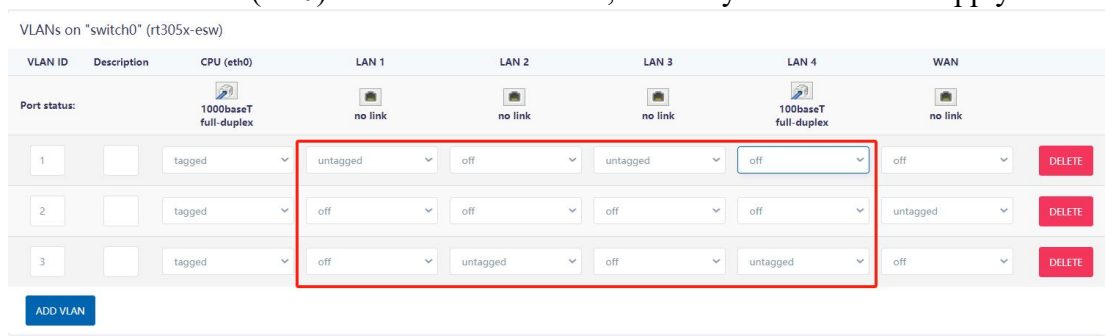 VLANs on "switch0" (rt305x-esw)
VLAN ID Description CPU (eth0) LAN 1 LAN 2 LAN 3 LAN 4 WAN
Port status: 1000baseT full-duplex no link no link no link 100baseT full-duplex no link
1 tagged untagged off untagged off off DELETE
2 tagged off off off off untagged DELETE
3 tagged off untagged off untagged off DELETE
ADD VLAN